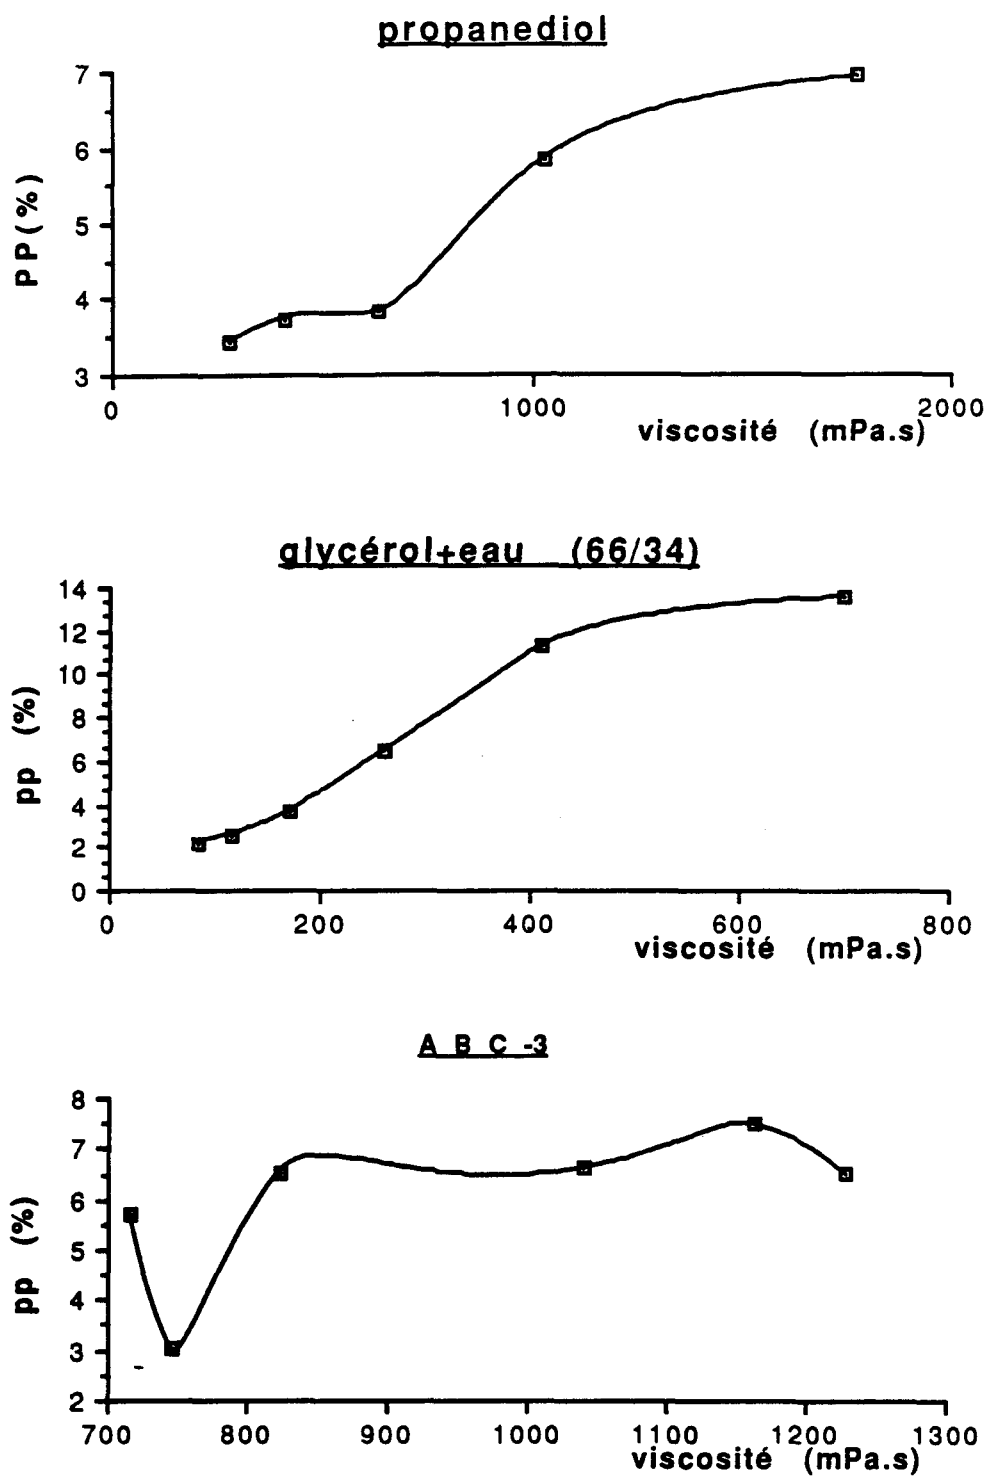 propanediol
7
6
5
4
3
PP(%)
0 1000 2000
viscosité (mPa.s)
glycérol+eau (66/34)
14
12
10
8
6
4
2
0
pp (%)
0 200 400 600 800
viscosité (mPa.s)
A B C -3
8
7
6
5
4
3
2
pp (%)
700 800 900 1000 1100 1200 1300
viscosité (mPa.s)